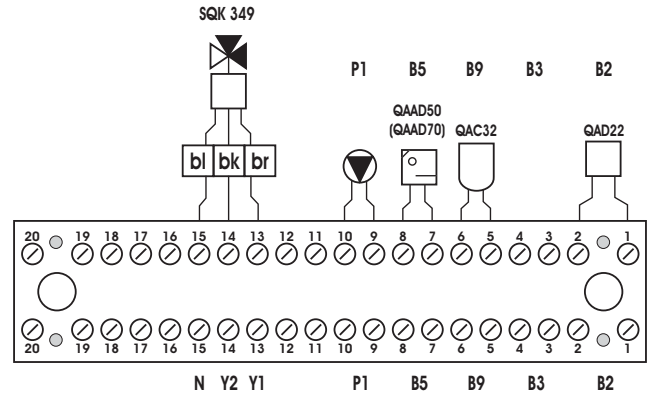 SQK 349
P1 B5 B9 B3 B2
QAAD50
(QAAD70) QAC32 QAD22
bl bk br
20 19 18 17 16 15 14 13 12 11 10 9 8 7 6 5 4 3 2 1
20 19 18 17 16 15 14 13 12 11 10 9 8 7 6 5 4 3 2 1
N Y2 Y1 P1 B5 B9 B3 B2